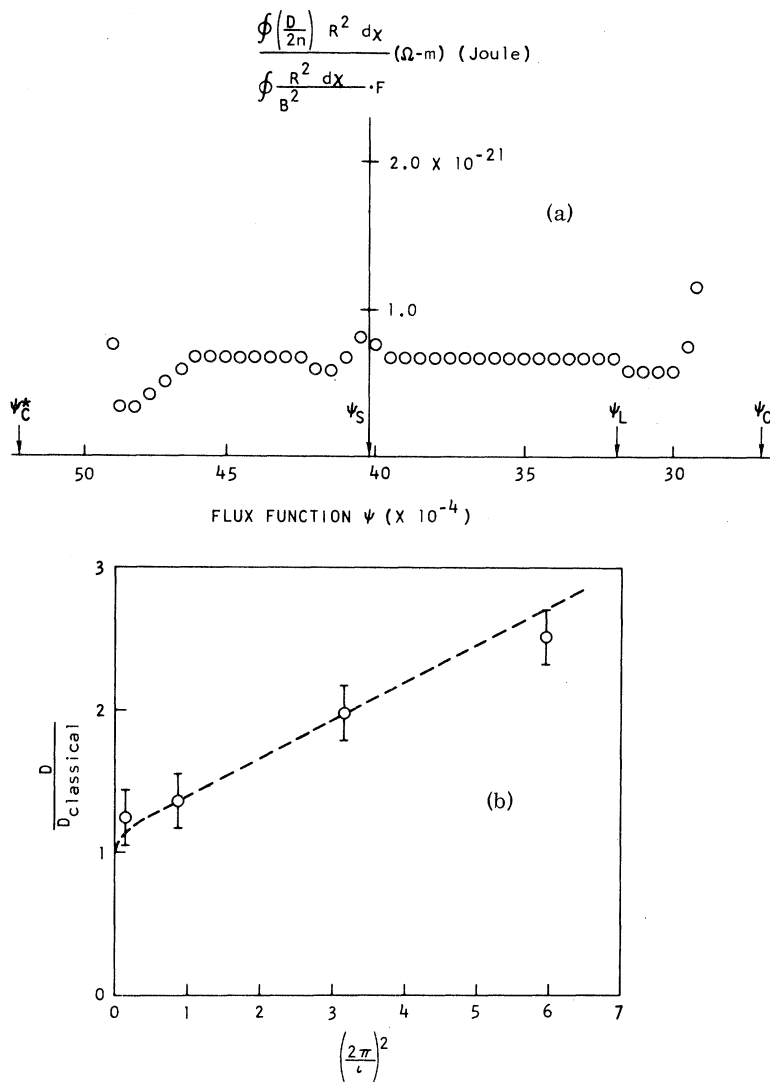 ∮(D/2n) R² dχ
(Ω-m) (Joule)
∮ R² dχ/B² ·F
2.0 X 10⁻²¹
(a)
1.0
ψ*C ψS ψL ψO
50 45 40 35 30
FLUX FUNCTION ψ (X 10⁻⁴)
3
2
1
0
D
Dclassical
(b)
0 1 2 3 4 5 6 7
(2π/ι)²